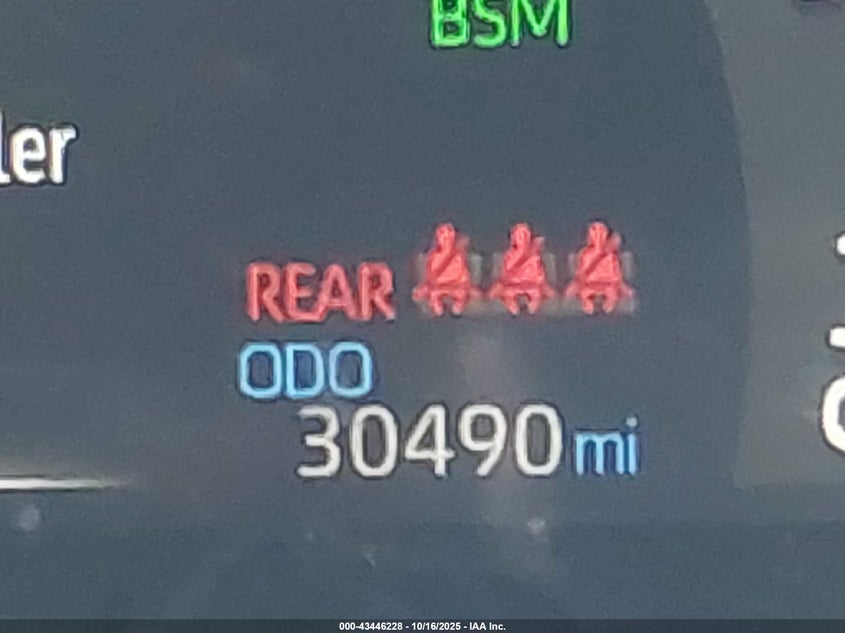 BSM
ler
REAR
ODO
30490 mi
000-43446228 - 10/16/2025 - IAA Inc.